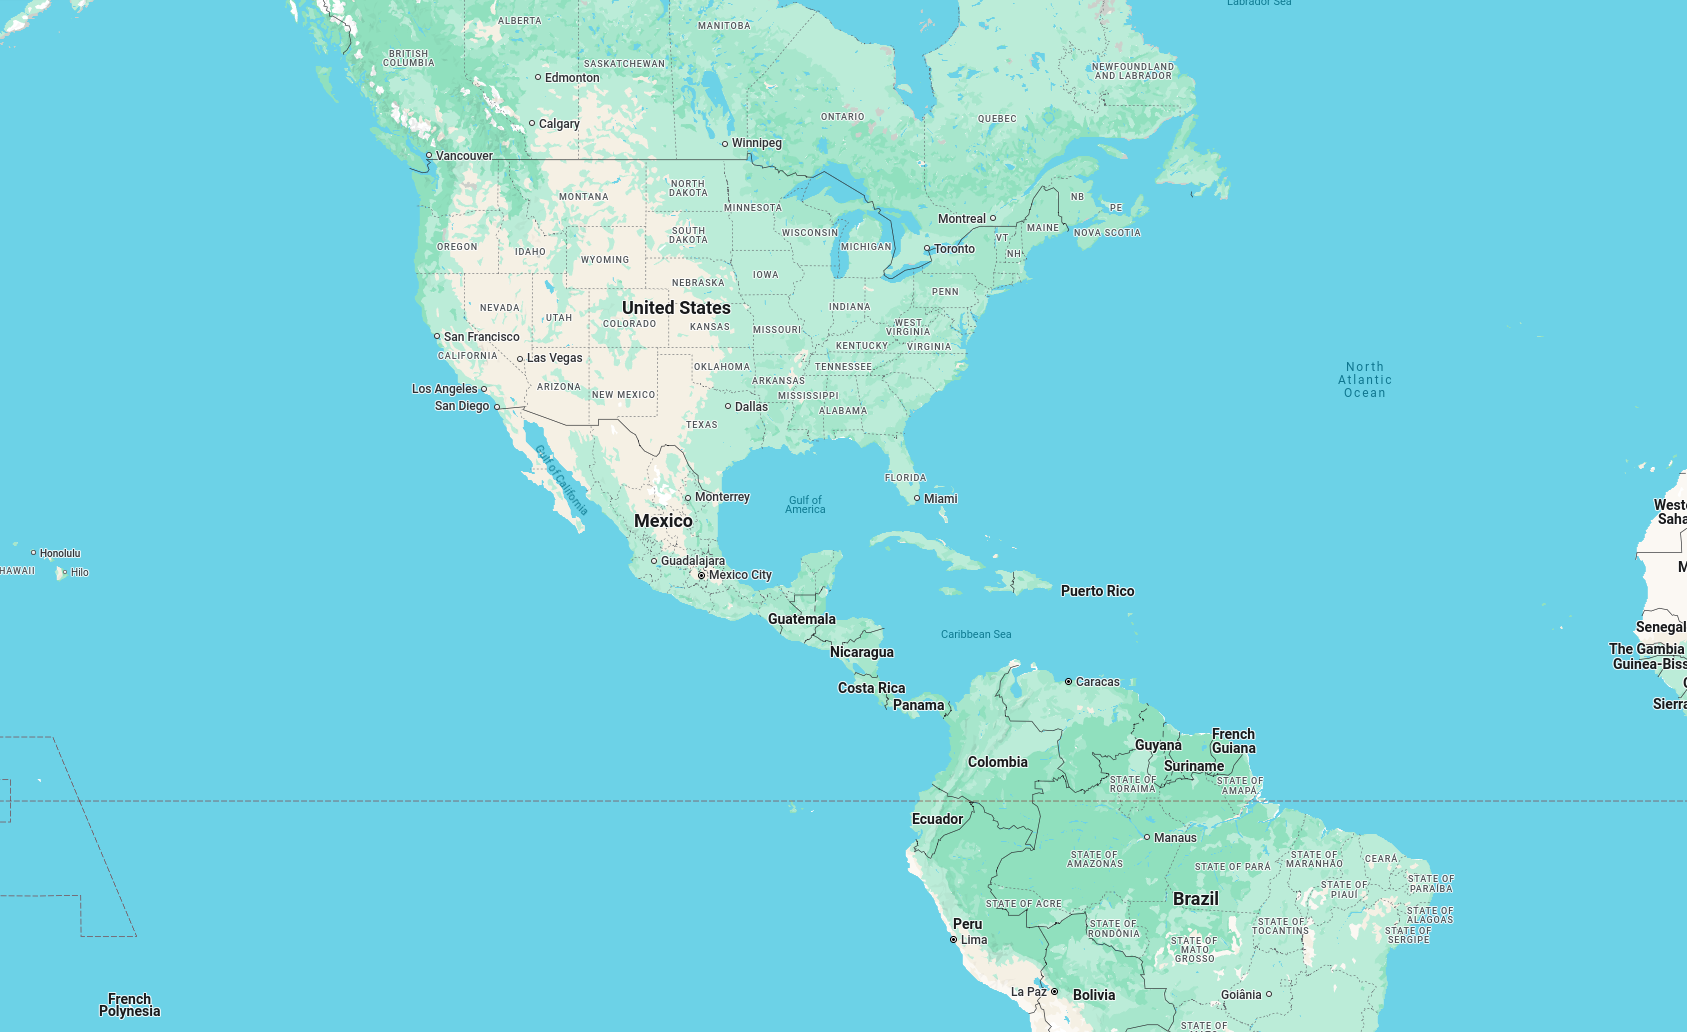 Labrador Sea
ALBERTA
MANITOBA
BRITISH
COLUMBIA
SASKATCHEWAN
NEWFOUNDLAND
AND LABRADOR
Edmonton
ONTARIO
QUEBEC
Calgary
Winnipeg
Vancouver
NORTH
DAKOTA
MONTANA
MINNESOTA
NB
PE
Montreal
MAINE
NOVA SCOTIA
SOUTH
DAKOTA
WISCONSIN
MICHIGAN
VT
OREGON
IDAHO
Toronto
NH
WYOMING
IOWA
NEBRASKA
PENN
NEVADA
United States
INDIANA
UTAH
COLORADO
KANSAS
MISSOURI
WEST
VIRGINIA
San Francisco
KENTUCKY
VIRGINIA
CALIFORNIA
Las Vegas
OKLAHOMA
TENNESSEE
North
Atlantic
Ocean
Los Angeles
ARIZONA
NEW MEXICO
ARKANSAS
MISSISSIPPI
San Diego
Dallas
ALABAMA
TEXAS
Gulf of California
FLORIDA
Monterrey
Gulf of
America
Miami
West
Saha
Mexico
Honolulu
HAWAII
Hilo
Guadalajara
Mexico City
M
Puerto Rico
Guatemala
Caribbean Sea
Senegal
Nicaragua
The Gambia
Guinea-Biss
Costa Rica
Caracas
Panama
Sierra
Guyana
French
Guiana
Colombia
Suriname
STATE OF
RORAIMA
STATE OF
AMAPÁ
Ecuador
Manaus
STATE OF
AMAZONAS
STATE OF PARÁ
STATE OF
MARANHÃO
CEARÁ
STATE OF
PIAUÍ
STATE OF
PARAÍBA
STATE OF ACRE
Brazil
STATE OF
ALAGOAS
Peru
STATE OF
RONDÔNIA
STATE OF
TOCANTINS
STATE OF
SERGIPE
Lima
STATE OF
MATO
GROSSO
La Paz
Bolivia
Goiânia
French
Polynesia
STATE OF